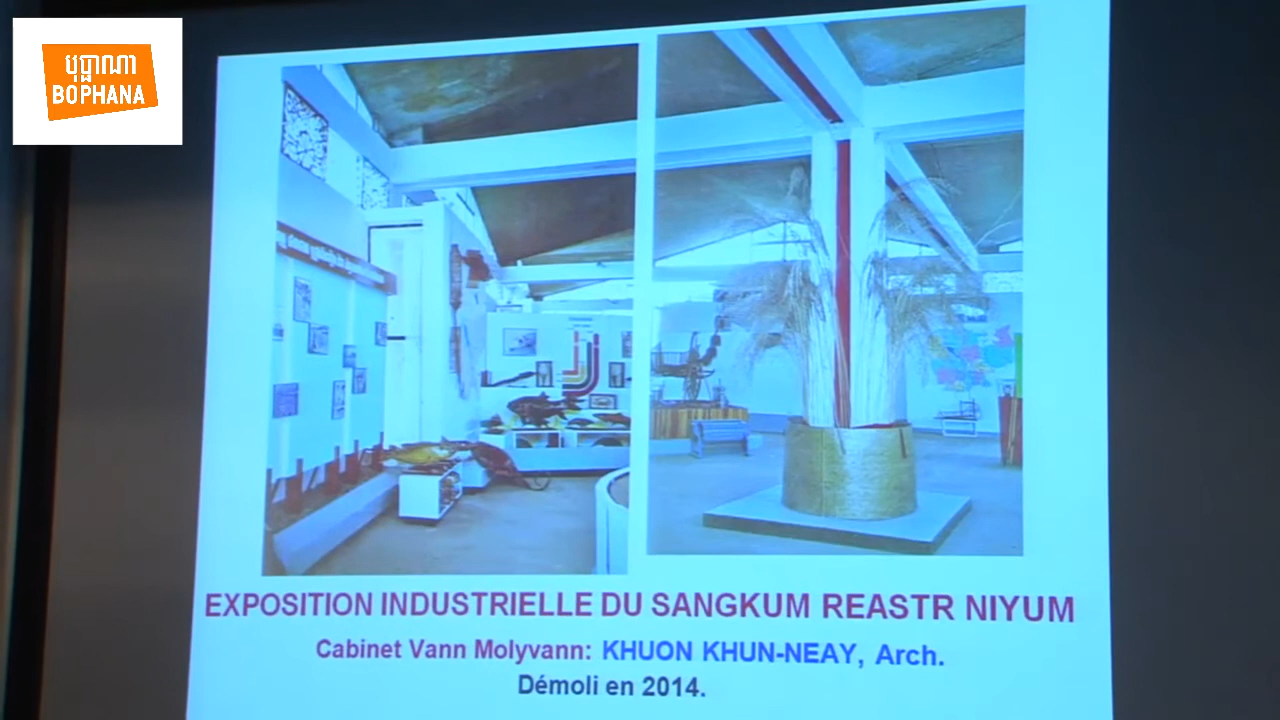 បុប្ផាណា
BOPHANA
EXPOSITION INDUSTRIELLE DU SANGKUM REASTR NIYUM
Cabinet Vann Molyvann: KHUON KHUN-NEAY, Arch.
Démoli en 2014.